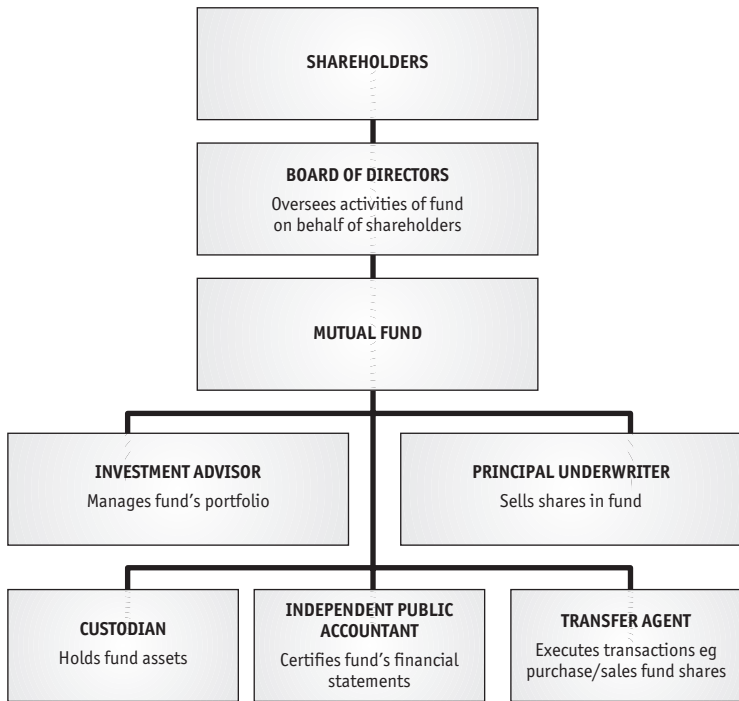 SHAREHOLDERS
BOARD OF DIRECTORS
Oversees activities of fund
on behalf of shareholders
MUTUAL FUND
INVESTMENT ADVISOR
Manages fund's portfolio
PRINCIPAL UNDERWRITER
Sells shares in fund
CUSTODIAN
Holds fund assets
INDEPENDENT PUBLIC
ACCOUNTANT
Certifies fund's financial
statements
TRANSFER AGENT
Executes transactions eg
purchase/sales fund shares